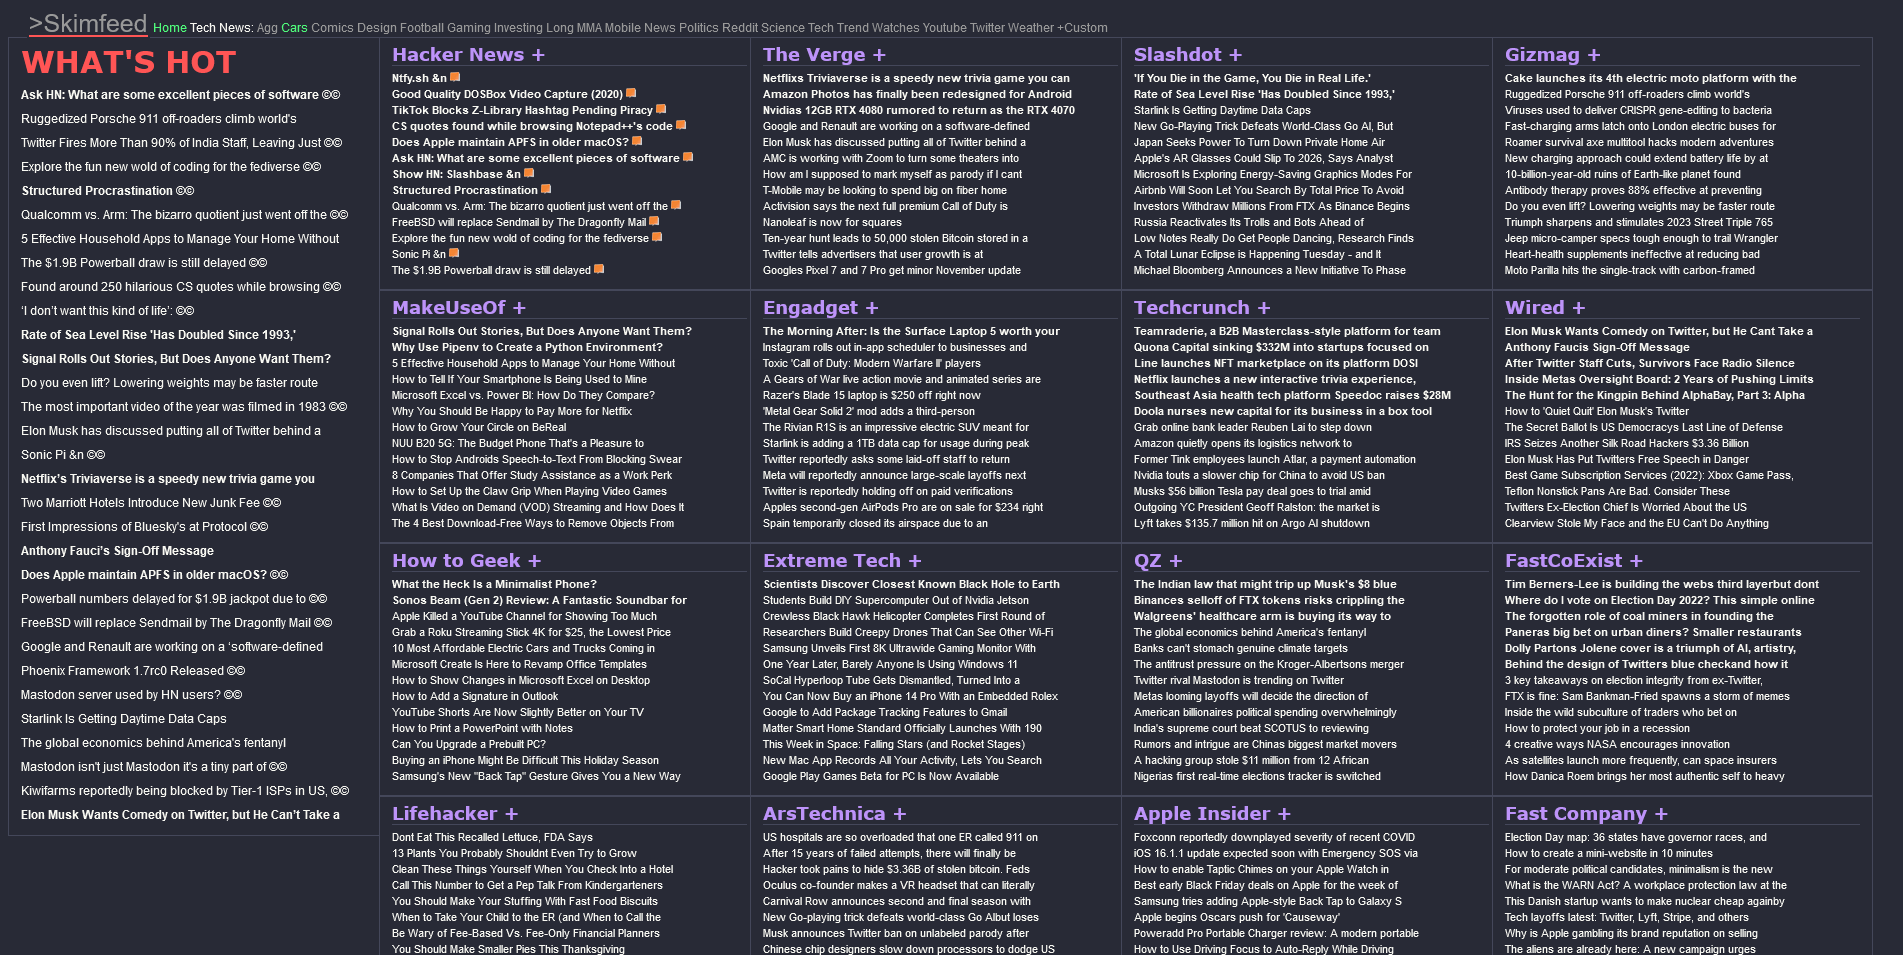 >Skimfeed Home Tech News: Agg Cars Comics Design Football Gaming Investing Long MMA Mobile News Politics Reddit Science Tech Trend Watches Youtube Twitter Weather +Custom
WHAT'S HOT
Ask HN: What are some excellent pieces of software ©©
Ruggedized Porsche 911 off-roaders climb world's
Twitter Fires More Than 90% of India Staff, Leaving Just ©©
Explore the fun new wold of coding for the fediverse ©©
Structured Procrastination ©©
Qualcomm vs. Arm: The bizarro quotient just went off the ©©
5 Effective Household Apps to Manage Your Home Without
The $1.9B Powerball draw is still delayed ©©
Found around 250 hilarious CS quotes while browsing ©©
‘I don’t want this kind of life’: ©©
Rate of Sea Level Rise 'Has Doubled Since 1993,'
Signal Rolls Out Stories, But Does Anyone Want Them?
Do you even lift? Lowering weights may be faster route
The most important video of the year was filmed in 1983 ©©
Elon Musk has discussed putting all of Twitter behind a
Sonic Pi &n ©©
Netflix’s Triviaverse is a speedy new trivia game you
Two Marriott Hotels Introduce New Junk Fee ©©
First Impressions of Bluesky's at Protocol ©©
Anthony Fauci’s Sign-Off Message
Does Apple maintain APFS in older macOS? ©©
Powerball numbers delayed for $1.9B jackpot due to ©©
FreeBSD will replace Sendmail by The Dragonfly Mail ©©
Google and Renault are working on a ‘software-defined
Phoenix Framework 1.7rc0 Released ©©
Mastodon server used by HN users? ©©
Starlink Is Getting Daytime Data Caps
The global economics behind America's fentanyl
Mastodon isn't just Mastodon it's a tiny part of ©©
Kiwifarms reportedly being blocked by Tier-1 ISPs in US, ©©
Elon Musk Wants Comedy on Twitter, but He Can’t Take a
Hacker News +
Ntfy.sh &n
Good Quality DOSBox Video Capture (2020)
TikTok Blocks Z-Library Hashtag Pending Piracy
CS quotes found while browsing Notepad++'s code
Does Apple maintain APFS in older macOS?
Ask HN: What are some excellent pieces of software
Show HN: Slashbase &n
Structured Procrastination
Qualcomm vs. Arm: The bizarro quotient just went off the
FreeBSD will replace Sendmail by The Dragonfly Mail
Explore the fun new wold of coding for the fediverse
Sonic Pi &n
The $1.9B Powerball draw is still delayed
The Verge +
Netflixs Triviaverse is a speedy new trivia game you can
Amazon Photos has finally been redesigned for Android
Nvidias 12GB RTX 4080 rumored to return as the RTX 4070
Google and Renault are working on a software-defined
Elon Musk has discussed putting all of Twitter behind a
AMC is working with Zoom to turn some theaters into
How am I supposed to mark myself as parody if I cant
T-Mobile may be looking to spend big on fiber home
Activision says the next full premium Call of Duty is
Nanoleaf is now for squares
Ten-year hunt leads to 50,000 stolen Bitcoin stored in a
Twitter tells advertisers that user growth is at
Googles Pixel 7 and 7 Pro get minor November update
Slashdot +
'If You Die in the Game, You Die in Real Life.'
Rate of Sea Level Rise 'Has Doubled Since 1993,'
Starlink Is Getting Daytime Data Caps
New Go-Playing Trick Defeats World-Class Go AI, But
Japan Seeks Power To Turn Down Private Home Air
Apple's AR Glasses Could Slip To 2026, Says Analyst
Microsoft Is Exploring Energy-Saving Graphics Modes For
Airbnb Will Soon Let You Search By Total Price To Avoid
Investors Withdraw Millions From FTX As Binance Begins
Russia Reactivates Its Trolls and Bots Ahead of
Low Notes Really Do Get People Dancing, Research Finds
A Total Lunar Eclipse is Happening Tuesday - and It
Michael Bloomberg Announces a New Initiative To Phase
Gizmag +
Cake launches its 4th electric moto platform with the
Ruggedized Porsche 911 off-roaders climb world's
Viruses used to deliver CRISPR gene-editing to bacteria
Fast-charging arms latch onto London electric buses for
Roamer survival axe multitool hacks modern adventures
New charging approach could extend battery life by at
10-billion-year-old ruins of Earth-like planet found
Antibody therapy proves 88% effective at preventing
Do you even lift? Lowering weights may be faster route
Triumph sharpens and stimulates 2023 Street Triple 765
Jeep micro-camper specs tough enough to trail Wrangler
Heart-health supplements ineffective at reducing bad
Moto Parilla hits the single-track with carbon-framed
MakeUseOf +
Signal Rolls Out Stories, But Does Anyone Want Them?
Why Use Pipenv to Create a Python Environment?
5 Effective Household Apps to Manage Your Home Without
How to Tell If Your Smartphone Is Being Used to Mine
Microsoft Excel vs. Power BI: How Do They Compare?
Why You Should Be Happy to Pay More for Netflix
How to Grow Your Circle on BeReal
NUU B20 5G: The Budget Phone That's a Pleasure to
How to Stop Androids Speech-to-Text From Blocking Swear
8 Companies That Offer Study Assistance as a Work Perk
How to Set Up the Claw Grip When Playing Video Games
What Is Video on Demand (VOD) Streaming and How Does It
The 4 Best Download-Free Ways to Remove Objects From
Engadget +
The Morning After: Is the Surface Laptop 5 worth your
Instagram rolls out in-app scheduler to businesses and
Toxic 'Call of Duty: Modern Warfare II' players
A Gears of War live action movie and animated series are
Razer's Blade 15 laptop is $250 off right now
'Metal Gear Solid 2' mod adds a third-person
The Rivian R1S is an impressive electric SUV meant for
Starlink is adding a 1TB data cap for usage during peak
Twitter reportedly asks some laid-off staff to return
Meta will reportedly announce large-scale layoffs next
Twitter is reportedly holding off on paid verifications
Apples second-gen AirPods Pro are on sale for $234 right
Spain temporarily closed its airspace due to an
Techcrunch +
Teamraderie, a B2B Masterclass-style platform for team
Quona Capital sinking $332M into startups focused on
Line launches NFT marketplace on its platform DOSI
Netflix launches a new interactive trivia experience,
Southeast Asia health tech platform Speedoc raises $28M
Doola nurses new capital for its business in a box tool
Grab online bank leader Reuben Lai to step down
Amazon quietly opens its logistics network to
Former Tink employees launch Atlar, a payment automation
Nvidia touts a slower chip for China to avoid US ban
Musks $56 billion Tesla pay deal goes to trial amid
Outgoing YC President Geoff Ralston: the market is
Lyft takes $135.7 million hit on Argo AI shutdown
Wired +
Elon Musk Wants Comedy on Twitter, but He Cant Take a
Anthony Faucis Sign-Off Message
After Twitter Staff Cuts, Survivors Face Radio Silence
Inside Metas Oversight Board: 2 Years of Pushing Limits
The Hunt for the Kingpin Behind AlphaBay, Part 3: Alpha
How to 'Quiet Quit' Elon Musk's Twitter
The Secret Ballot Is US Democracys Last Line of Defense
IRS Seizes Another Silk Road Hackers $3.36 Billion
Elon Musk Has Put Twitters Free Speech in Danger
Best Game Subscription Services (2022): Xbox Game Pass,
Teflon Nonstick Pans Are Bad. Consider These
Twitters Ex-Election Chief Is Worried About the US
Clearview Stole My Face and the EU Can't Do Anything
How to Geek +
What the Heck Is a Minimalist Phone?
Sonos Beam (Gen 2) Review: A Fantastic Soundbar for
Apple Killed a YouTube Channel for Showing Too Much
Grab a Roku Streaming Stick 4K for $25, the Lowest Price
10 Most Affordable Electric Cars and Trucks Coming in
Microsoft Create Is Here to Revamp Office Templates
How to Show Changes in Microsoft Excel on Desktop
How to Add a Signature in Outlook
YouTube Shorts Are Now Slightly Better on Your TV
How to Print a PowerPoint with Notes
Can You Upgrade a Prebuilt PC?
Buying an iPhone Might Be Difficult This Holiday Season
Samsung's New "Back Tap" Gesture Gives You a New Way
Extreme Tech +
Scientists Discover Closest Known Black Hole to Earth
Students Build DIY Supercomputer Out of Nvidia Jetson
Crewless Black Hawk Helicopter Completes First Round of
Researchers Build Creepy Drones That Can See Other Wi-Fi
Samsung Unveils First 8K Ultrawide Gaming Monitor With
One Year Later, Barely Anyone Is Using Windows 11
SoCal Hyperloop Tube Gets Dismantled, Turned Into a
You Can Now Buy an iPhone 14 Pro With an Embedded Rolex
Google to Add Package Tracking Features to Gmail
Matter Smart Home Standard Officially Launches With 190
This Week in Space: Falling Stars (and Rocket Stages)
New Mac App Records All Your Activity, Lets You Search
Google Play Games Beta for PC Is Now Available
QZ +
The Indian law that might trip up Musk's $8 blue
Binances selloff of FTX tokens risks crippling the
Walgreens' healthcare arm is buying its way to
The global economics behind America's fentanyl
Banks can't stomach genuine climate targets
The antitrust pressure on the Kroger-Albertsons merger
Twitter rival Mastodon is trending on Twitter
Metas looming layoffs will decide the direction of
American billionaires political spending overwhelmingly
India's supreme court beat SCOTUS to reviewing
Rumors and intrigue are Chinas biggest market movers
A hacking group stole $11 million from 12 African
Nigerias first real-time elections tracker is switched
FastCoExist +
Tim Berners-Lee is building the webs third layerbut dont
Where do I vote on Election Day 2022? This simple online
The forgotten role of coal miners in founding the
Paneras big bet on urban diners? Smaller restaurants
Dolly Partons Jolene cover is a triumph of AI, artistry,
Behind the design of Twitters blue checkand how it
3 key takeaways on election integrity from ex-Twitter,
FTX is fine: Sam Bankman-Fried spawns a storm of memes
Inside the wild subculture of traders who bet on
How to protect your job in a recession
4 creative ways NASA encourages innovation
As satellites launch more frequently, can space insurers
How Danica Roem brings her most authentic self to heavy
Lifehacker +
Dont Eat This Recalled Lettuce, FDA Says
13 Plants You Probably Shouldnt Even Try to Grow
Clean These Things Yourself When You Check Into a Hotel
Call This Number to Get a Pep Talk From Kindergarteners
You Should Make Your Stuffing With Fast Food Biscuits
When to Take Your Child to the ER (and When to Call the
Be Wary of Fee-Based Vs. Fee-Only Financial Planners
You Should Make Smaller Pies This Thanksgiving
ArsTechnica +
US hospitals are so overloaded that one ER called 911 on
After 15 years of failed attempts, there will finally be
Hacker took pains to hide $3.36B of stolen bitcoin. Feds
Oculus co-founder makes a VR headset that can literally
Carnival Row announces second and final season with
New Go-playing trick defeats world-class Go AIbut loses
Musk announces Twitter ban on unlabeled parody after
Chinese chip designers slow down processors to dodge US
Apple Insider +
Foxconn reportedly downplayed severity of recent COVID
iOS 16.1.1 update expected soon with Emergency SOS via
How to enable Taptic Chimes on your Apple Watch in
Best early Black Friday deals on Apple for the week of
Samsung tries adding Apple-style Back Tap to Galaxy S
Apple begins Oscars push for 'Causeway'
Poweradd Pro Portable Charger review: A modern portable
How to Use Driving Focus to Auto-Reply While Driving
Fast Company +
Election Day map: 36 states have governor races, and
How to create a mini-website in 10 minutes
For moderate political candidates, minimalism is the new
What is the WARN Act? A workplace protection law at the
This Danish startup wants to make nuclear cheap againby
Tech layoffs latest: Twitter, Lyft, Stripe, and others
Why is Apple gambling its brand reputation on selling
The aliens are already here: A new campaign urges